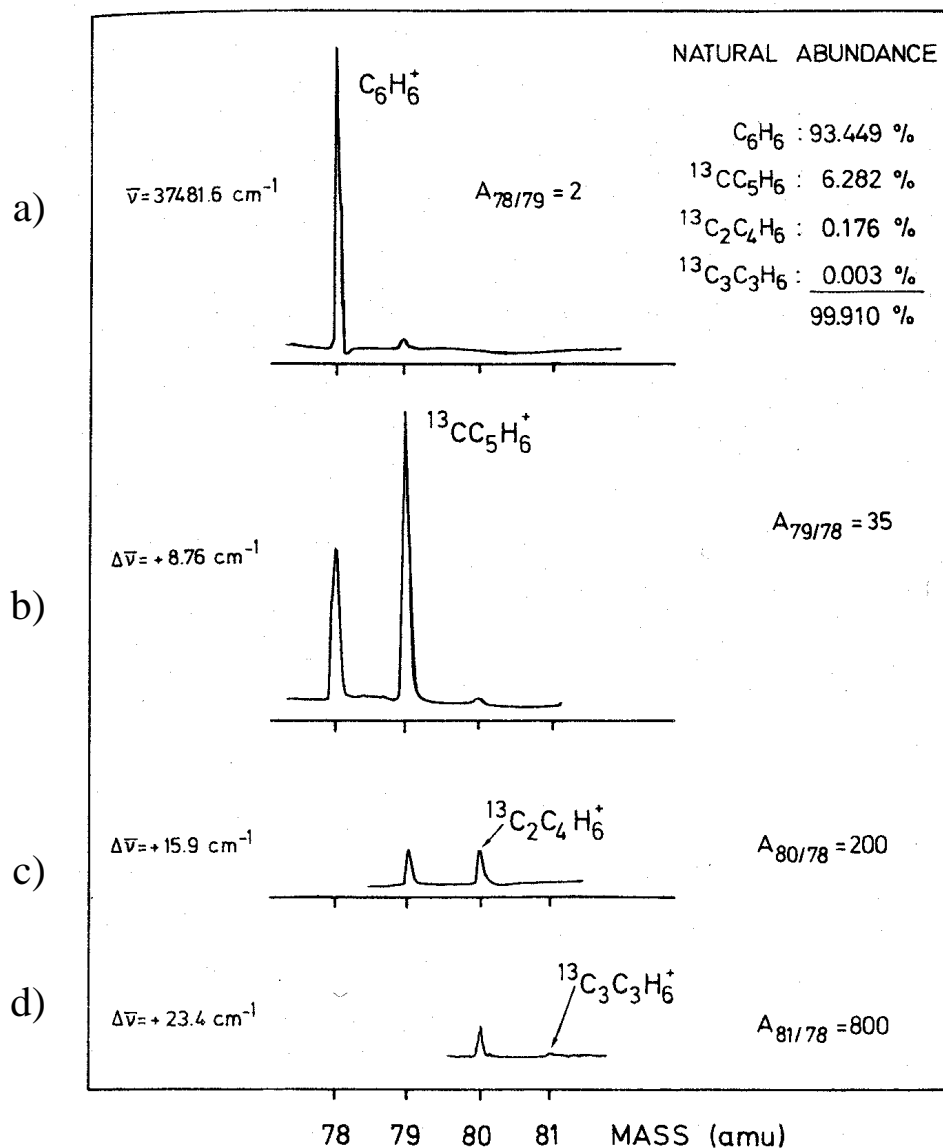 NATURAL ABUNDANCE
C₆H₆⁺
C₆H₆ : 93.449 %
a) ν̅=37481.6 cm⁻¹ A₇₈/₇₉ = 2
¹³CC₅H₆ : 6.282 %
¹³C₂C₄H₆ : 0.176 %
¹³C₃C₃H₆ : 0.003 %
99.910 %
¹³CC₅H₆⁺
A₇₉/₇₈ = 35
b) Δν̅= + 8.76 cm⁻¹
¹³C₂C₄H₆⁺
c) Δν̅= + 15.9 cm⁻¹ A₈₀/₇₈ = 200
¹³C₃C₃H₆⁺
d) Δν̅= + 23.4 cm⁻¹ A₈₁/₇₈ = 800
78 79 80 81 MASS (amu)